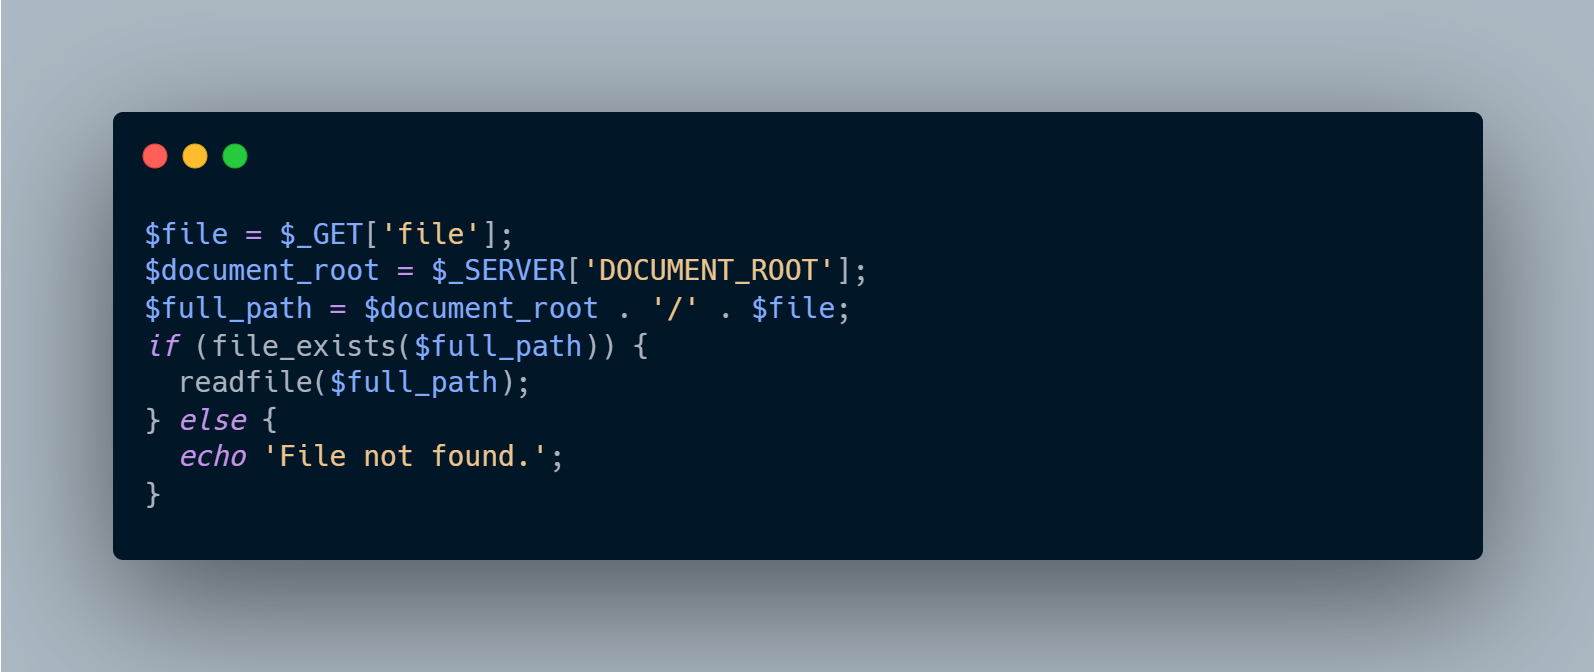 $file = $_GET['file'];
$document_root = $_SERVER['DOCUMENT_ROOT'];
$full_path = $document_root . '/' . $file;
if (file_exists($full_path)) {
  readfile($full_path);
} else {
  echo 'File not found.';
}